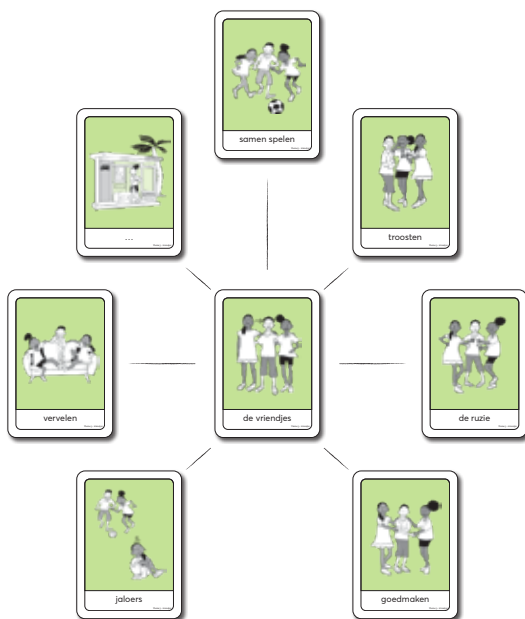 samen spelen
...
troosten
vervelen
de vriendjes
de ruzie
jaloers
goedmaken